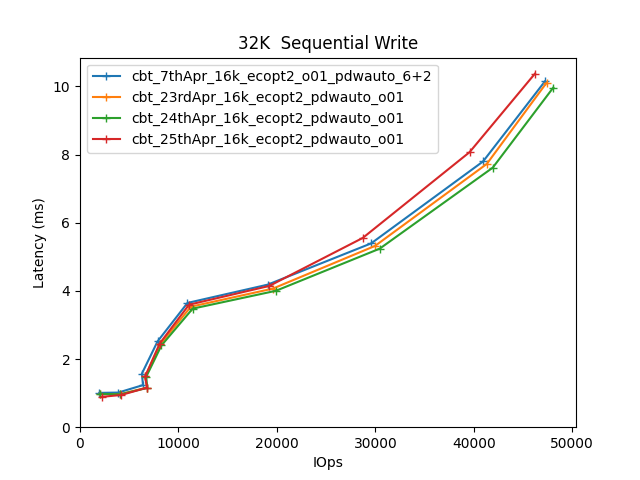 32K  Sequential Write
cbt_7thApr_16k_ecopt2_o01_pdwauto_6+2
cbt_23rdApr_16k_ecopt2_pdwauto_o01
cbt_24thApr_16k_ecopt2_pdwauto_o01
cbt_25thApr_16k_ecopt2_pdwauto_o01
Latency (ms)
10
8
6
4
2
0
0 10000 20000 30000 40000 50000
IOps